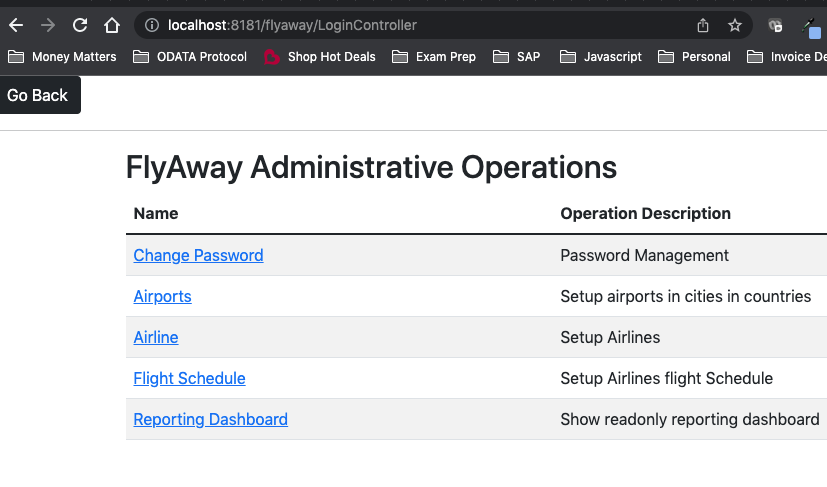 localhost:8181/flyaway/LoginController
Money Matters ODATA Protocol Shop Hot Deals Exam Prep SAP Javascript Personal Invoice De
Go Back
FlyAway Administrative Operations
Name Operation Description
Change Password Password Management
Airports Setup airports in cities in countries
Airline Setup Airlines
Flight Schedule Setup Airlines flight Schedule
Reporting Dashboard Show readonly reporting dashboard